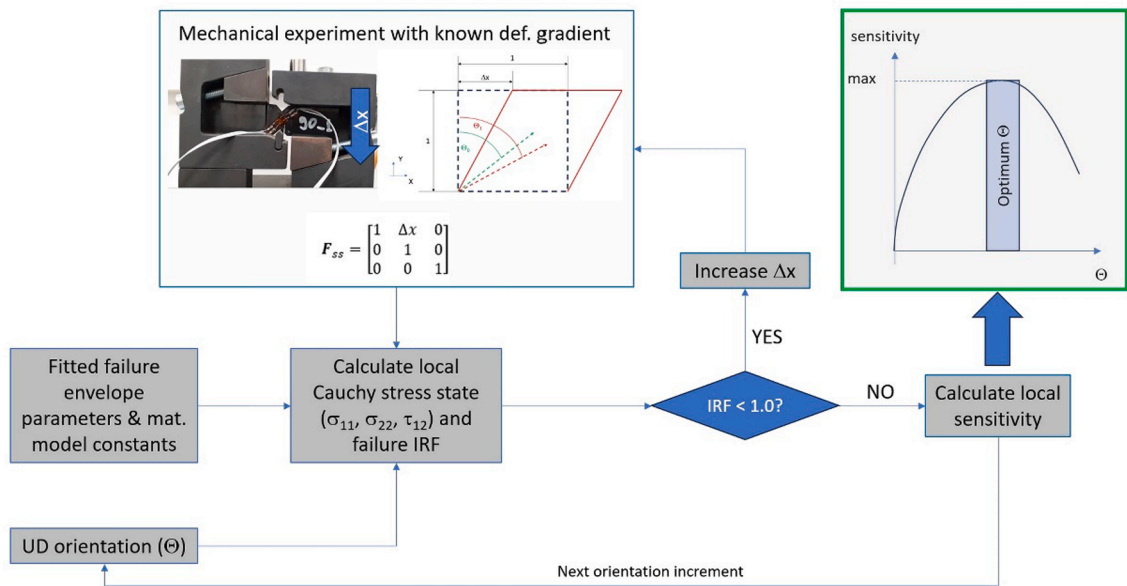 Mechanical experiment with known def. gradient
90-1
Δx
1
Δx
1
Θ₁
Θ₀
Y
X
F_ss = [1 Δx 0
0 1 0
0 0 1]
sensitivity
max
Optimum Θ
Θ
Increase Δx
YES
Fitted failure
envelope
parameters & mat.
model constants
Calculate local
Cauchy stress state
(σ₁₁, σ₂₂, τ₁₂) and
failure IRF
IRF < 1.0?
NO
Calculate local
sensitivity
UD orientation (Θ)
Next orientation increment